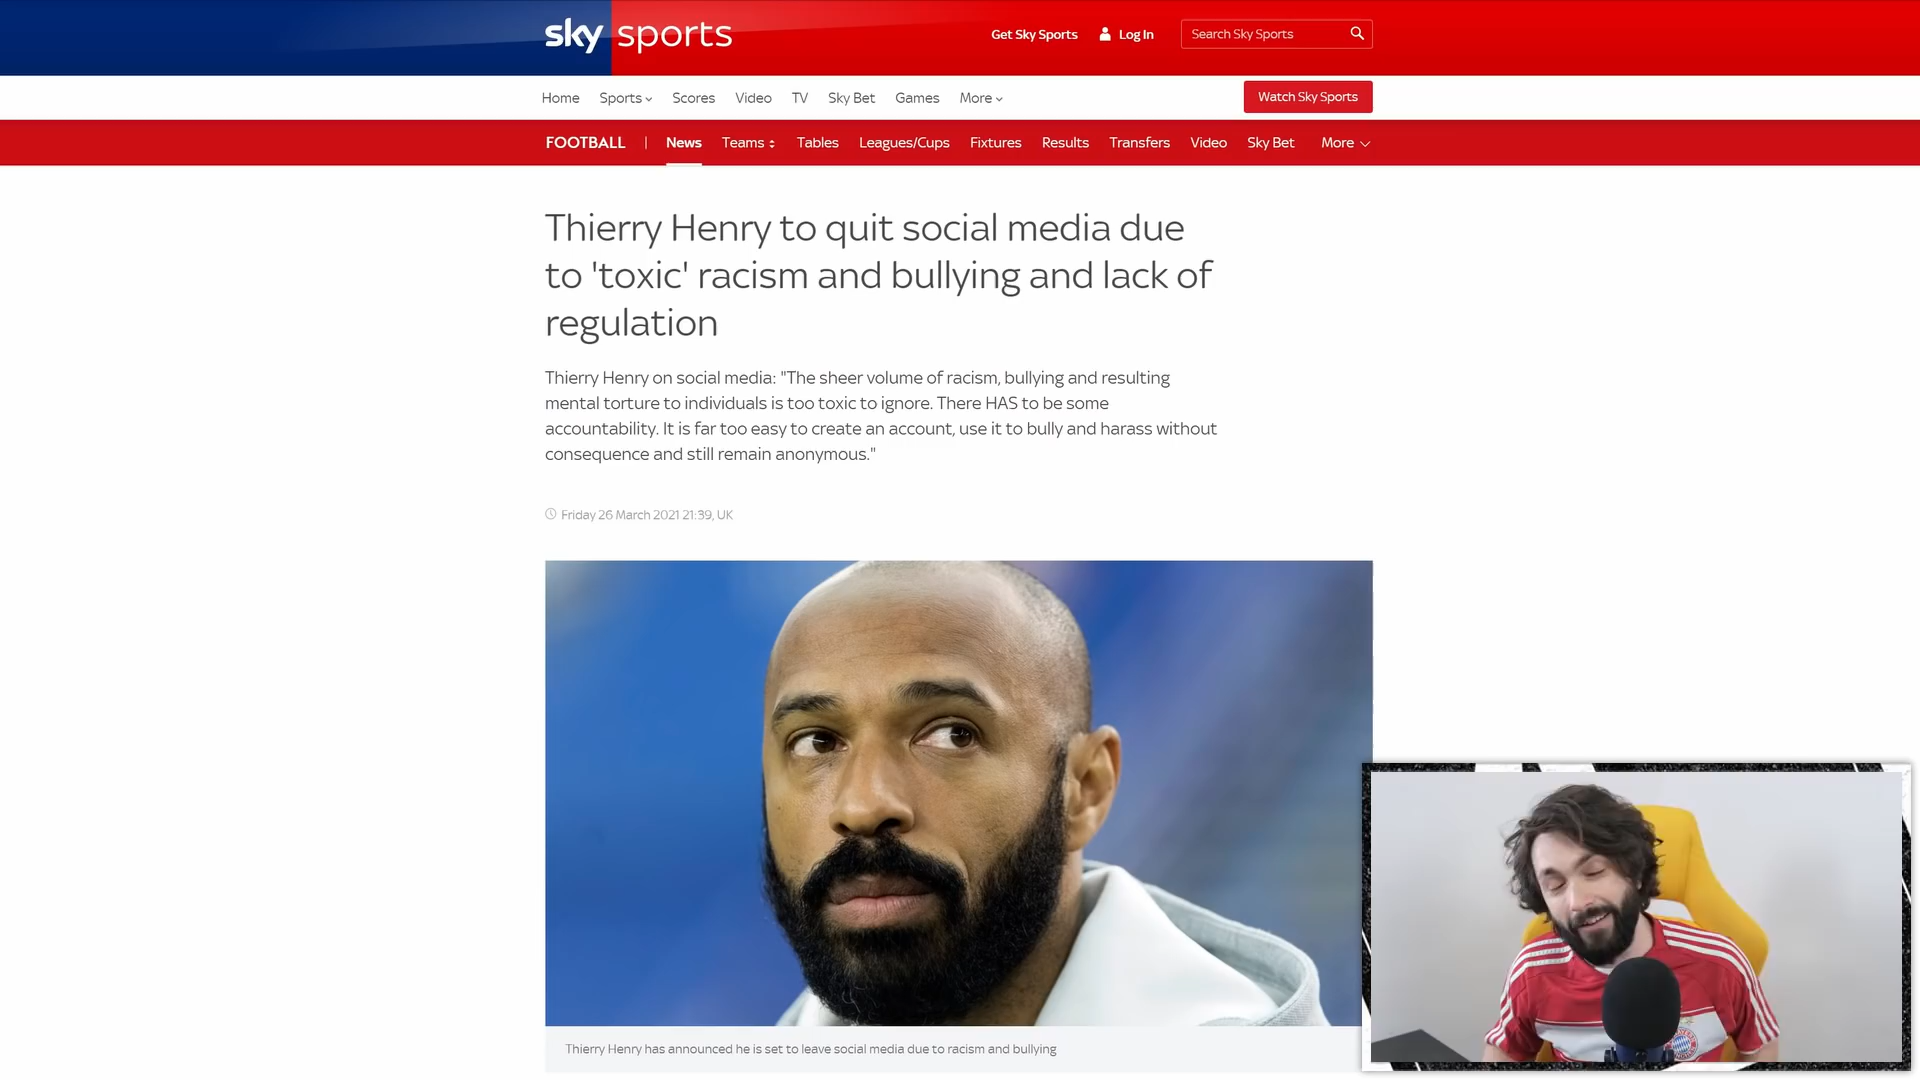 sky sports
Get Sky Sports
Log In
Search Sky Sports
Home
Sports
Scores
Video
TV
Sky Bet
Games
More
Watch Sky Sports
FOOTBALL
News
Teams
Tables
Leagues/Cups
Fixtures
Results
Transfers
Video
Sky Bet
More
Thierry Henry to quit social media due
to 'toxic' racism and bullying and lack of
regulation
Thierry Henry on social media: "The sheer volume of racism, bullying and resulting
mental torture to individuals is too toxic to ignore. There HAS to be some
accountability. It is far too easy to create an account, use it to bully and harass without
consequence and still remain anonymous."
Friday 26 March 2021 21:39, UK
Thierry Henry has announced he is set to leave social media due to racism and bullying